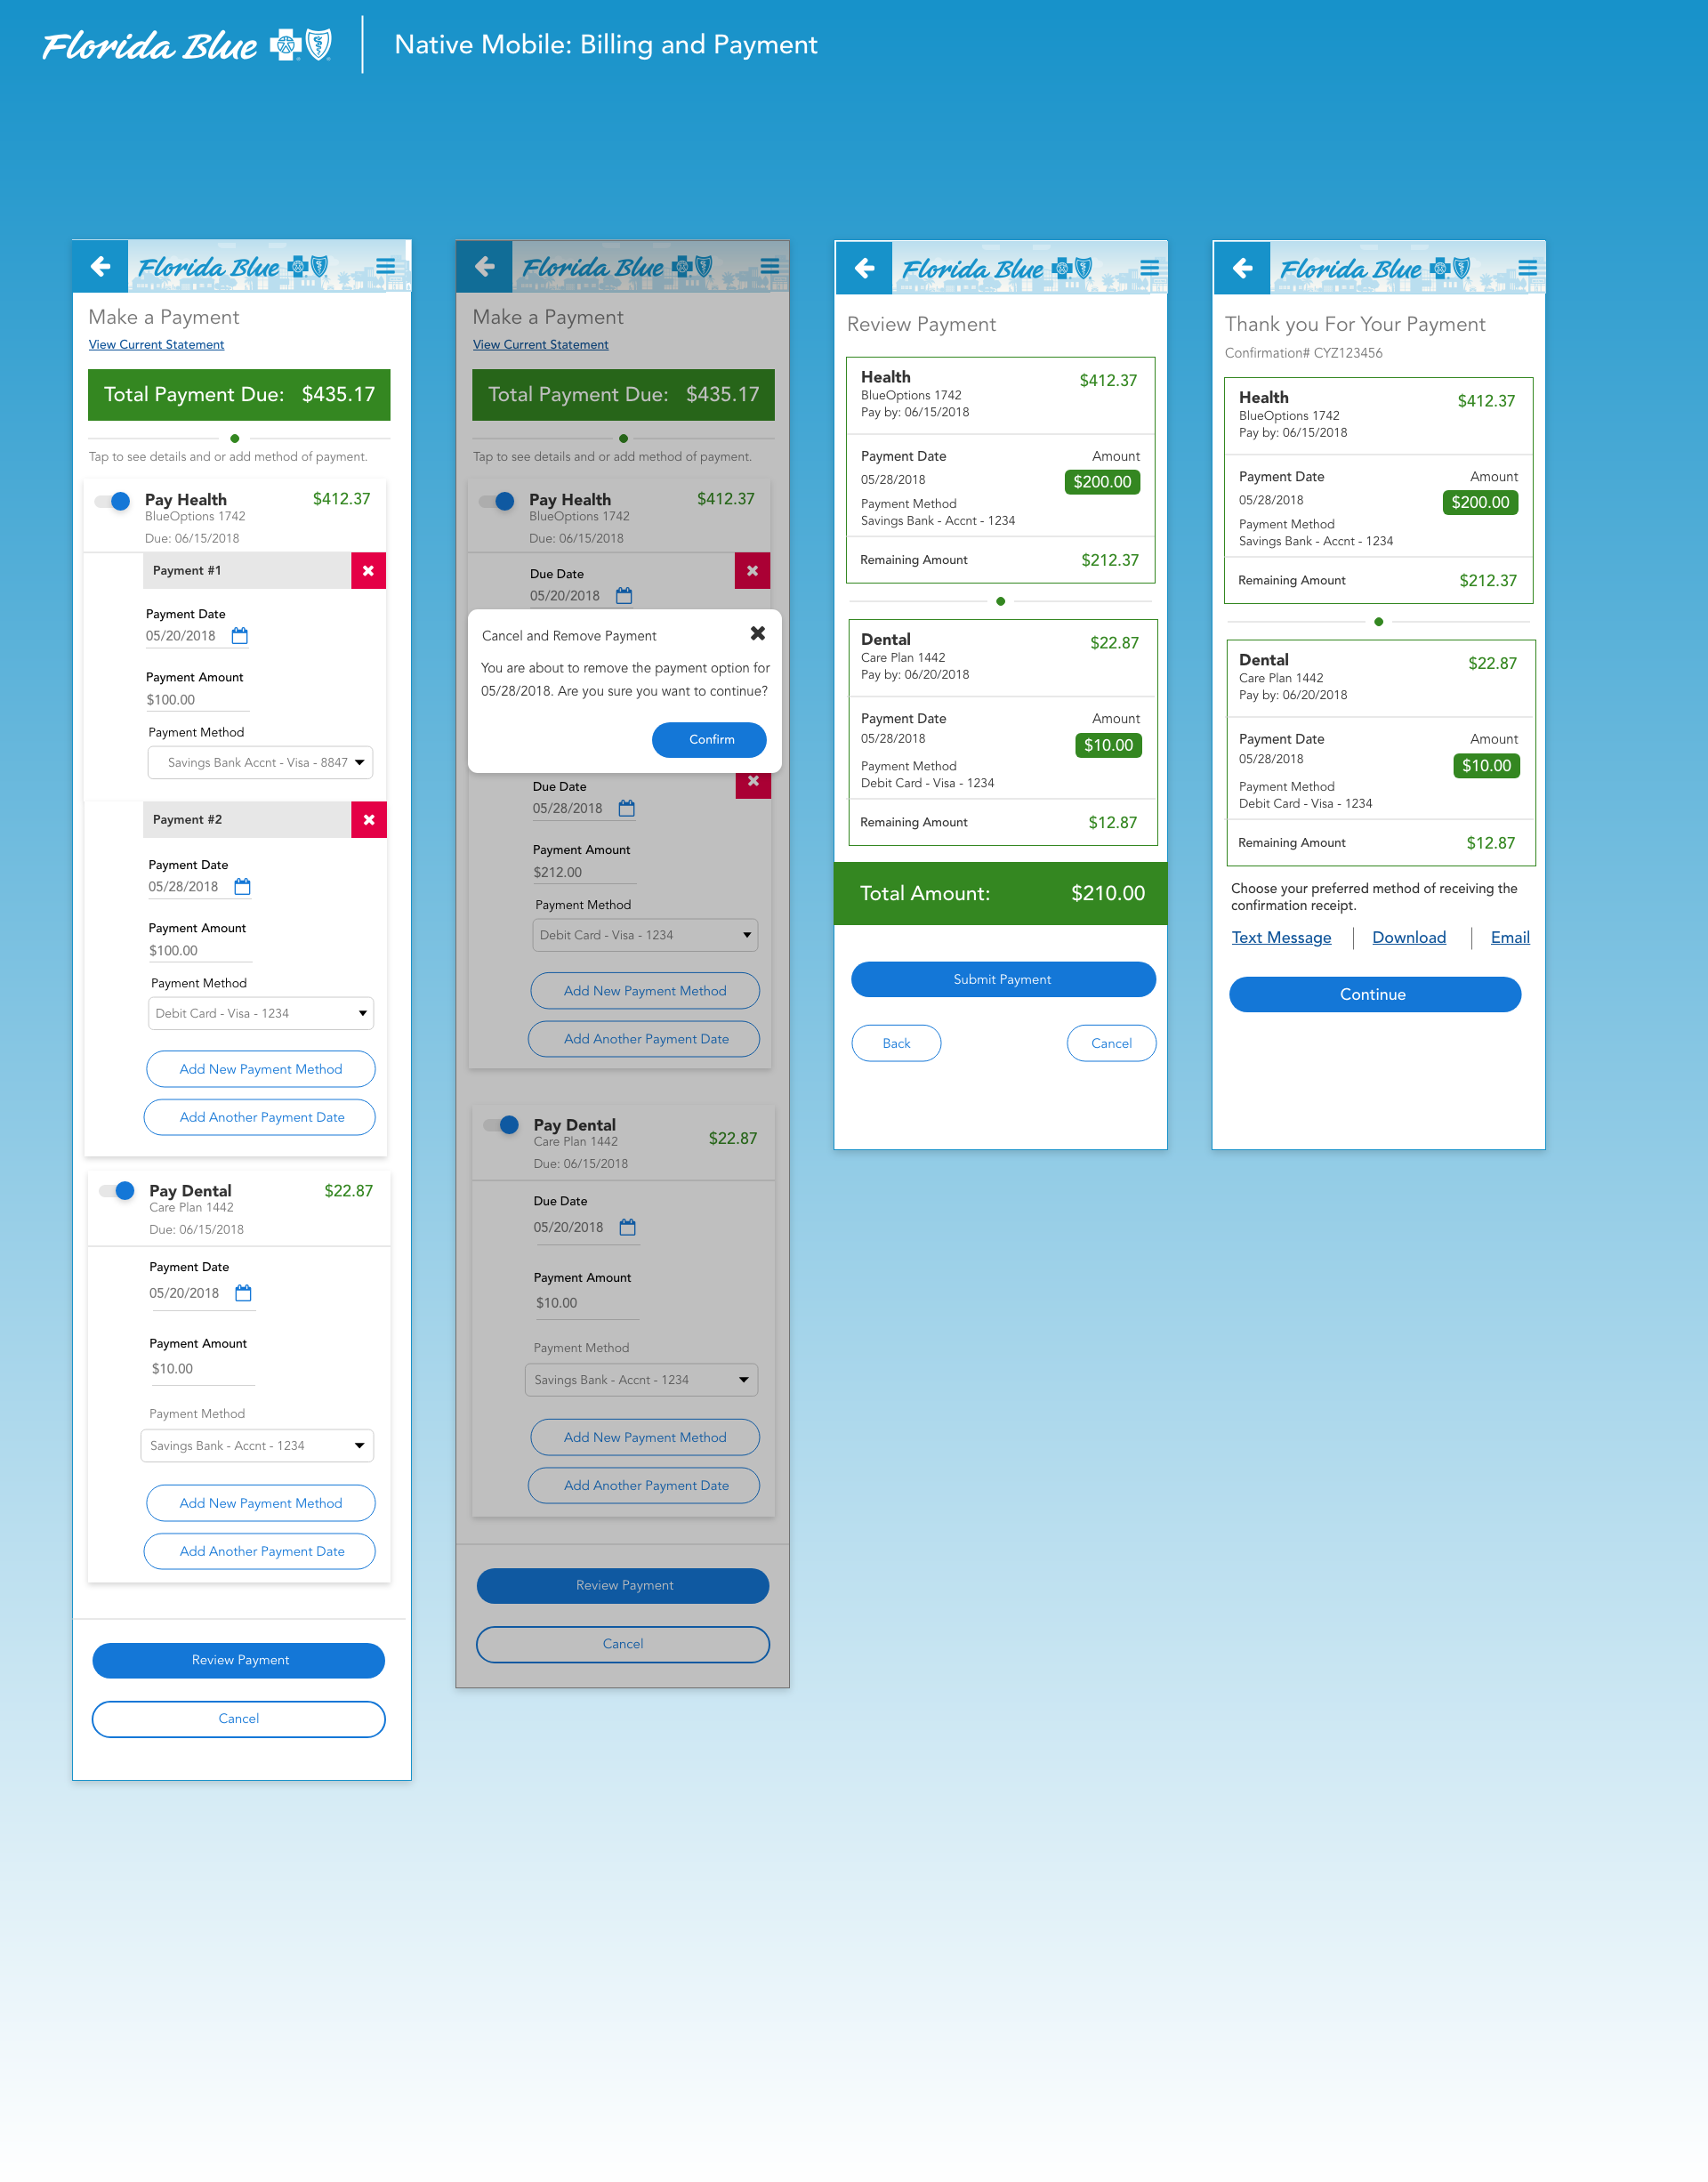 Florida Blue
Native Mobile: Billing and Payment
Florida Blue
Make a Payment
View Current Statement
Total Payment Due: $435.17
Tap to see details and or add method of payment.
Pay Health $412.37
BlueOptions 1742
Due: 06/15/2018
Payment #1
Payment Date
05/20/2018
Payment Amount
$100.00
Payment Method
Savings Bank Accnt - Visa - 8847
Payment #2
Payment Date
05/28/2018
Payment Amount
$100.00
Payment Method
Debit Card - Visa - 1234
Add New Payment Method
Add Another Payment Date
Pay Dental $22.87
Care Plan 1442
Due: 06/15/2018
Payment Date
05/20/2018
Payment Amount
$10.00
Payment Method
Savings Bank - Accnt - 1234
Add New Payment Method
Add Another Payment Date
Review Payment
Cancel
Florida Blue
Make a Payment
View Current Statement
Total Payment Due: $435.17
Tap to see details and or add method of payment.
Pay Health $412.37
BlueOptions 1742
Due: 06/15/2018
Due Date
05/20/2018
Cancel and Remove Payment
You are about to remove the payment option for
05/28/2018. Are you sure you want to continue?
Confirm
Due Date
05/28/2018
Payment Amount
$212.00
Payment Method
Debit Card - Visa - 1234
Add New Payment Method
Add Another Payment Date
Pay Dental $22.87
Care Plan 1442
Due: 06/15/2018
Due Date
05/20/2018
Payment Amount
$10.00
Payment Method
Savings Bank - Accnt - 1234
Add New Payment Method
Add Another Payment Date
Review Payment
Cancel
Florida Blue
Review Payment
Health $412.37
BlueOptions 1742
Pay by: 06/15/2018
Payment Date Amount
05/28/2018 $200.00
Payment Method
Savings Bank - Accnt - 1234
Remaining Amount $212.37
Dental $22.87
Care Plan 1442
Pay by: 06/20/2018
Payment Date Amount
05/28/2018 $10.00
Payment Method
Debit Card - Visa - 1234
Remaining Amount $12.87
Total Amount: $210.00
Submit Payment
Back Cancel
Florida Blue
Thank you For Your Payment
Confirmation# CYZ123456
Health $412.37
BlueOptions 1742
Pay by: 06/15/2018
Payment Date Amount
05/28/2018 $200.00
Payment Method
Savings Bank - Accnt - 1234
Remaining Amount $212.37
Dental $22.87
Care Plan 1442
Pay by: 06/20/2018
Payment Date Amount
05/28/2018 $10.00
Payment Method
Debit Card - Visa - 1234
Remaining Amount $12.87
Choose your preferred method of receiving the
confirmation receipt.
Text Message Download Email
Continue